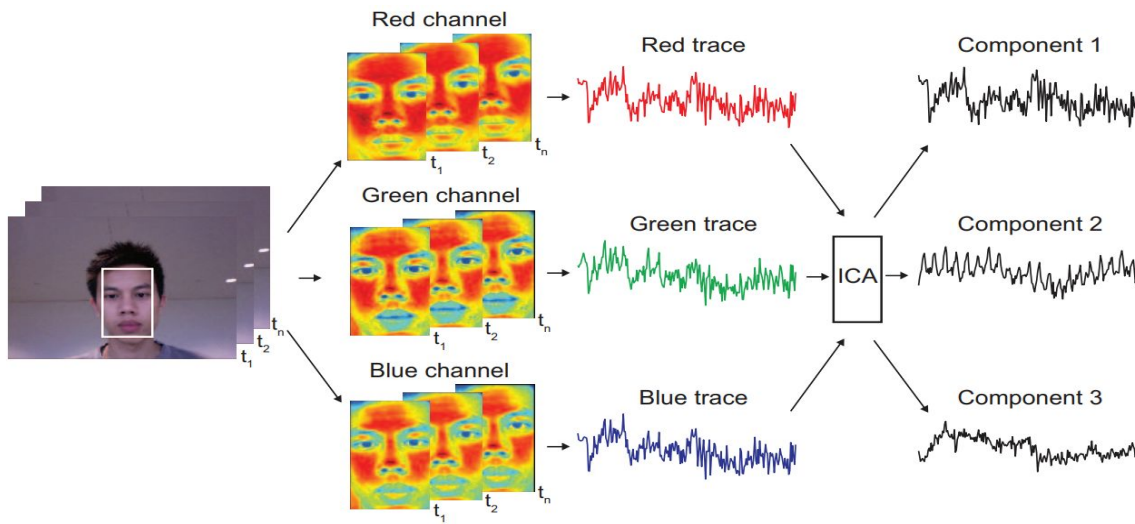 Red channel
t1
t2
tn
Red trace
Component 1
t1
t2
tn
Green channel
t1
t2
tn
Green trace
ICA
Component 2
Blue channel
t1
t2
tn
Blue trace
Component 3